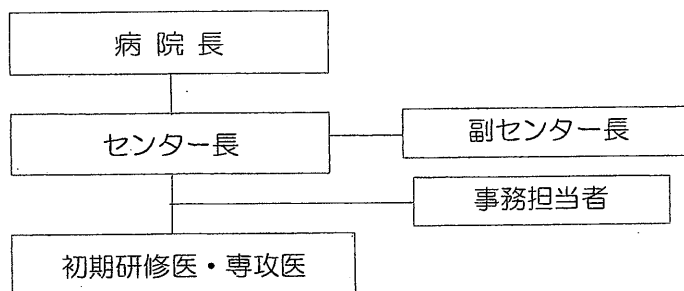 病院長
センター長
副センター長
事務担当者
初期研修医・専攻医